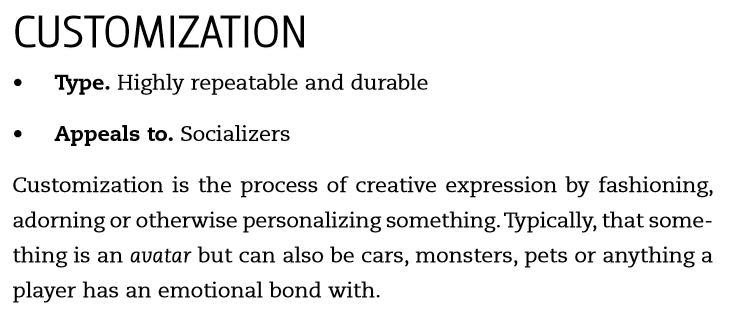 CUSTOMIZATION
• Type. Highly repeatable and durable
• Appeals to. Socializers
Customization is the process of creative expression by fashioning,
adorning or otherwise personalizing something. Typically, that some-
thing is an avatar but can also be cars, monsters, pets or anything a
player has an emotional bond with.